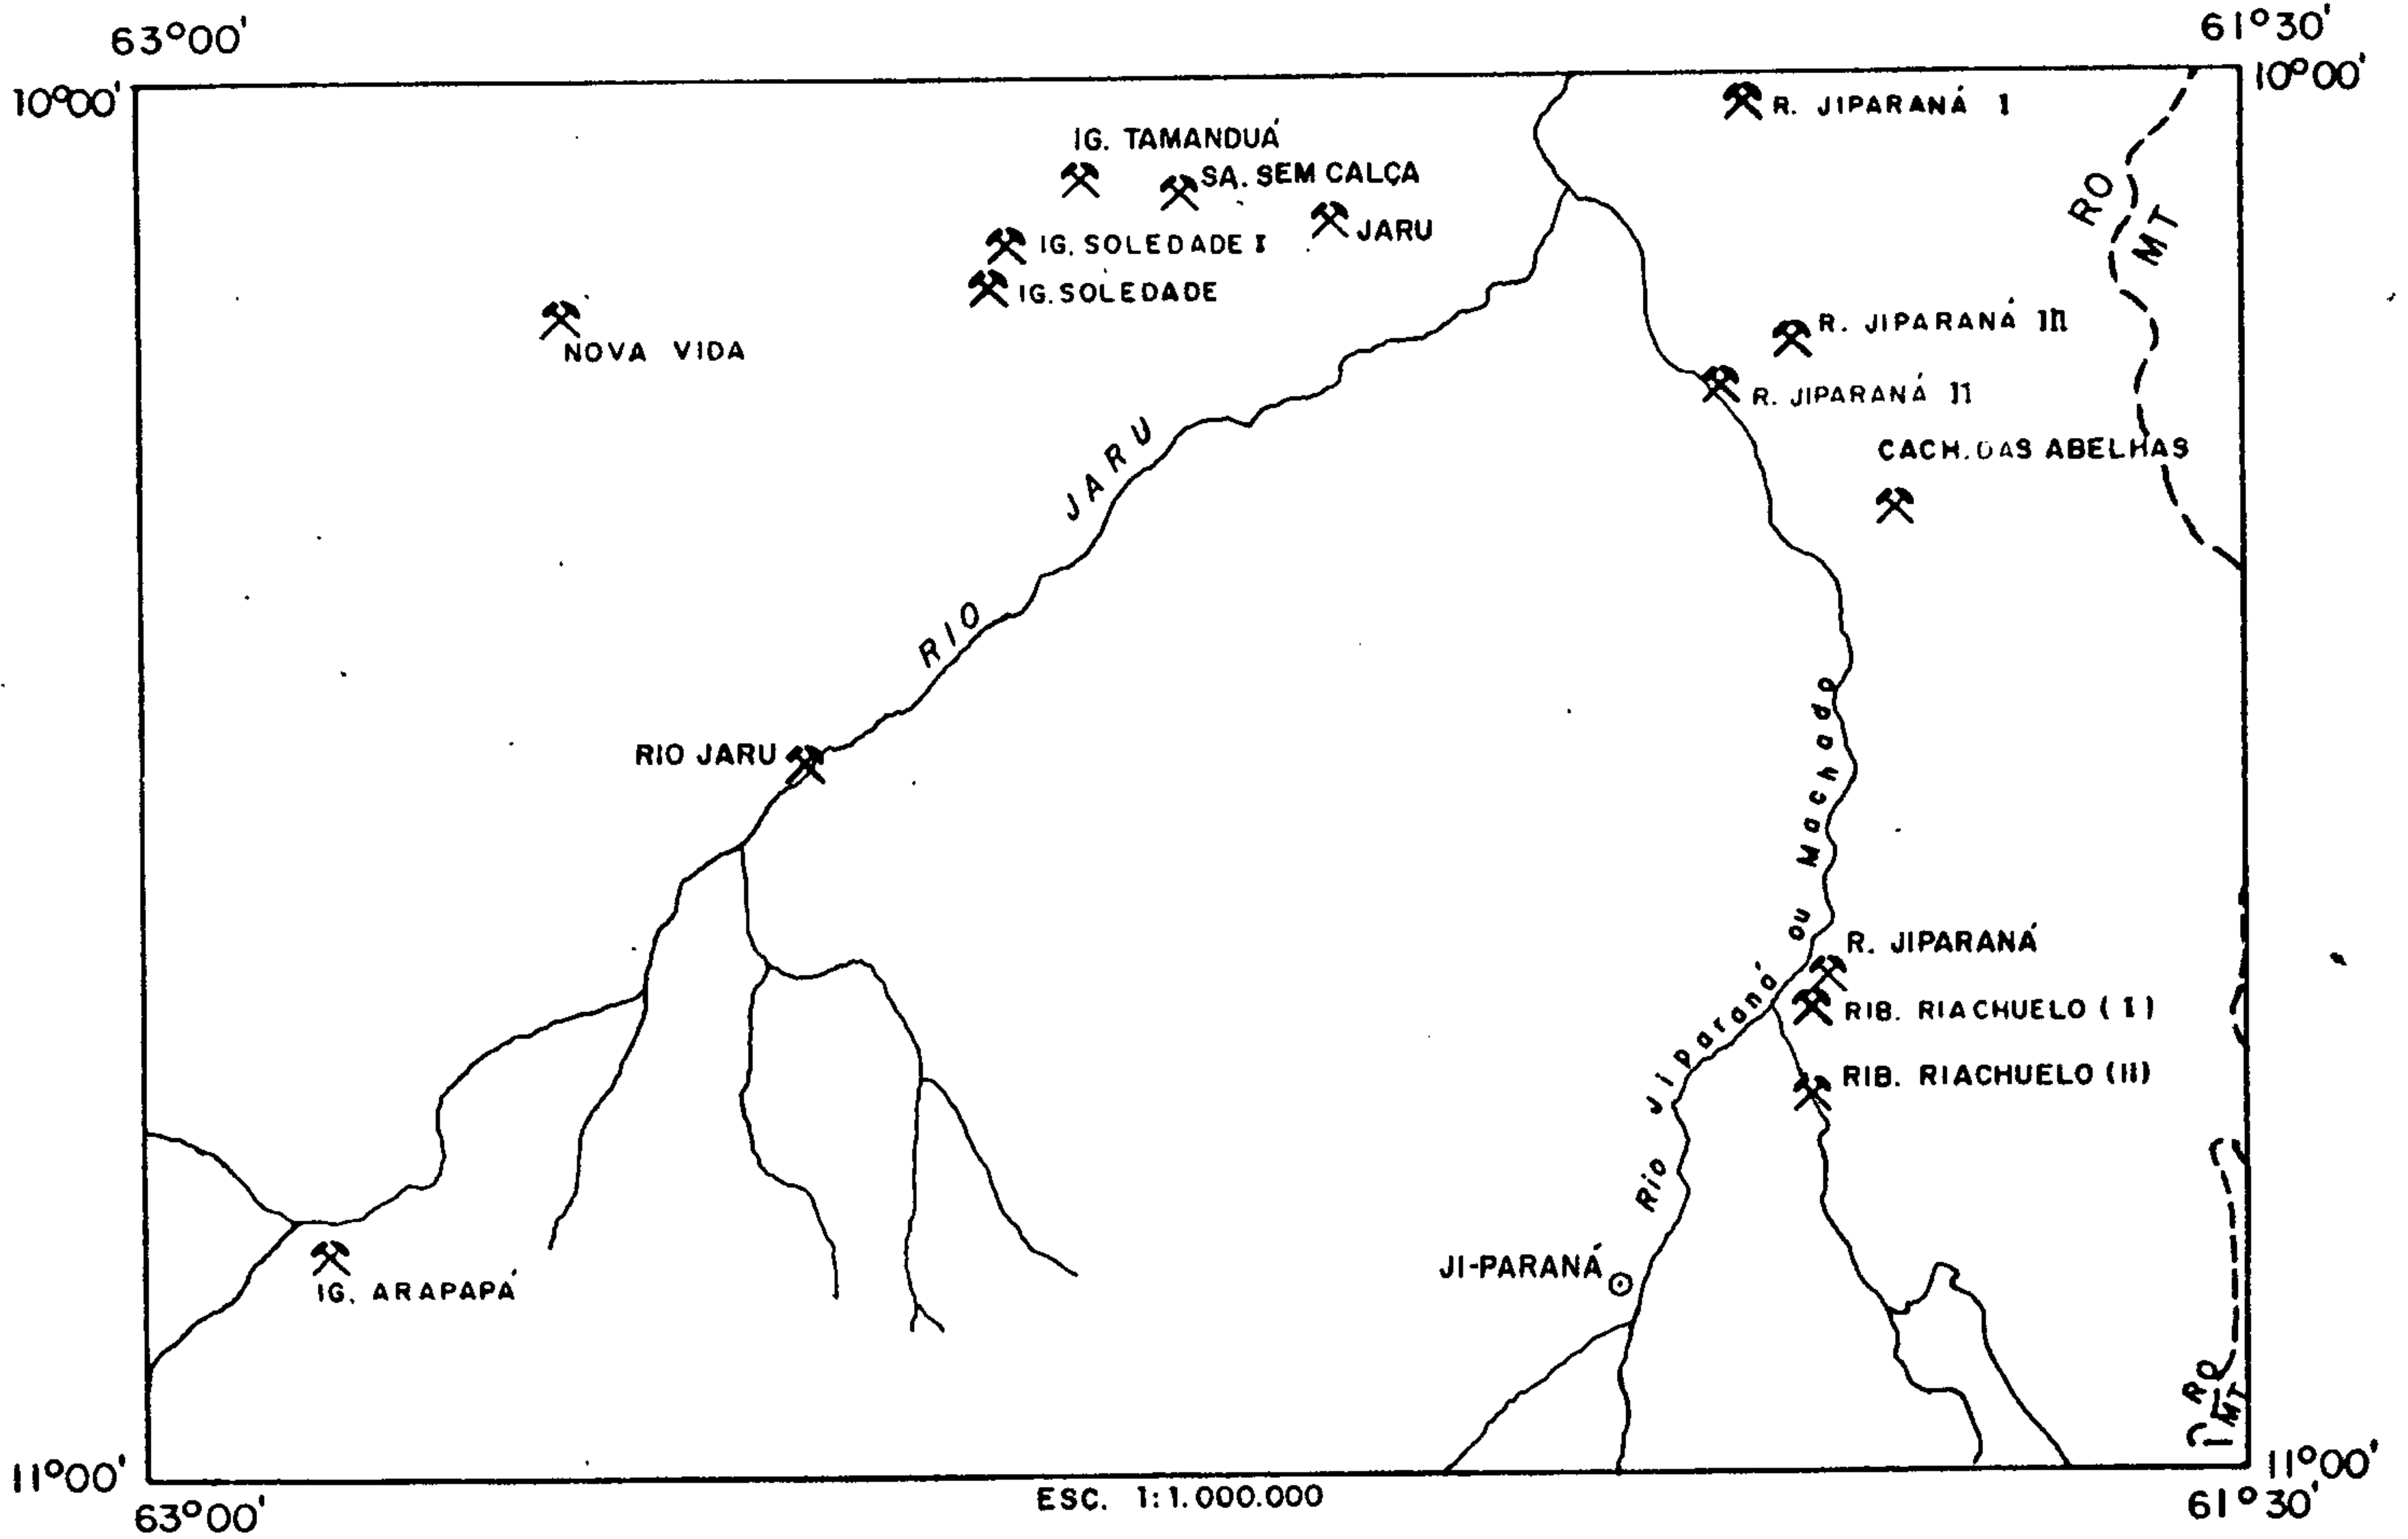 63°00'
61°30'
10°00'
10°00'
R. JIPARANÁ I
IG. TAMANDUÁ
SA. SEM CALÇA
RO
MT
JARU
IG. SOLEDADE I
IG. SOLEDADE
NOVA VIDA
R. JIPARANÁ III
R. JIPARANÁ II
CACH. DAS ABELHAS
RIO JARU
RIO JARU
Rio Jiparaná ou Machado
R. JIPARANÁ
RIB. RIACHUELO (I)
RIB. RIACHUELO (II)
JI-PARANÁ
IG. ARAPAPÁ
RO
MT
11°00'
11°00'
63°00'
ESC. 1:1.000.000
61°30'